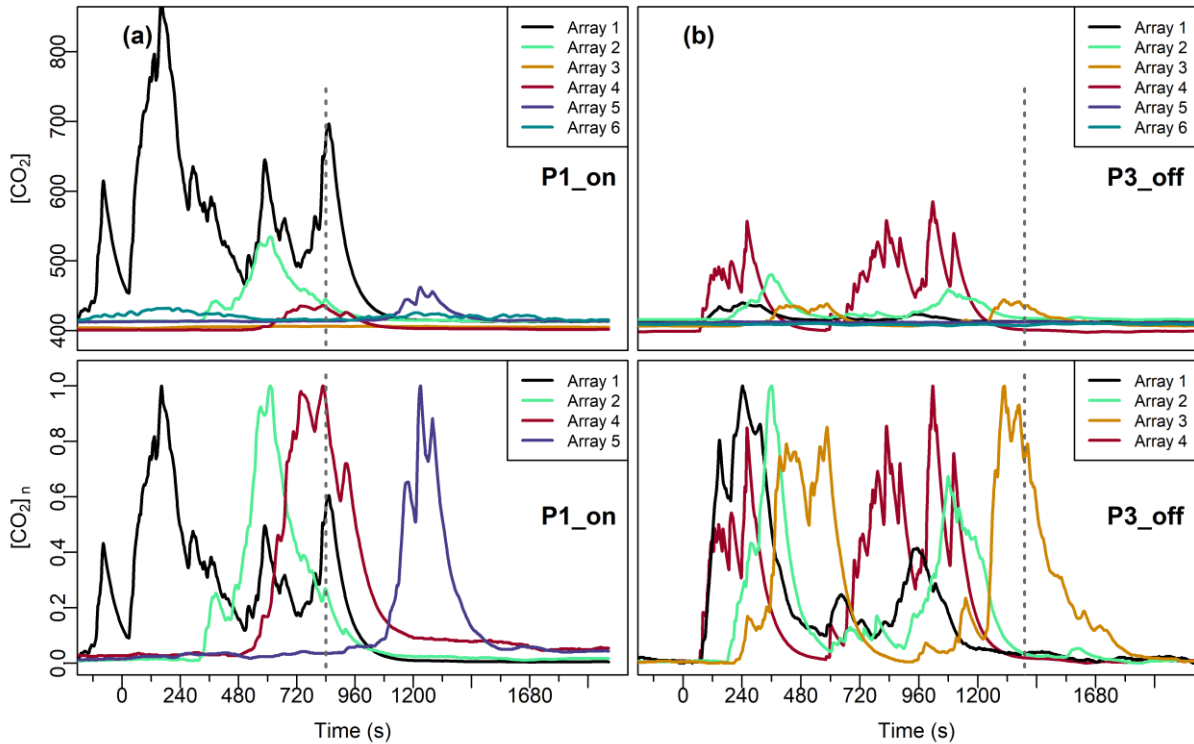 (a)
Array 1
Array 2
Array 3
Array 4
Array 5
Array 6
P1_on
[CO2]
800
700
600
500
400
(b)
Array 1
Array 2
Array 3
Array 4
Array 5
Array 6
P3_off
Array 1
Array 2
Array 4
Array 5
P1_on
[CO2]n
1.0
0.8
0.6
0.4
0.2
0.0
0 240 480 720 960 1200 1680
Time (s)
Array 1
Array 2
Array 3
Array 4
P3_off
0 240 480 720 960 1200 1680
Time (s)